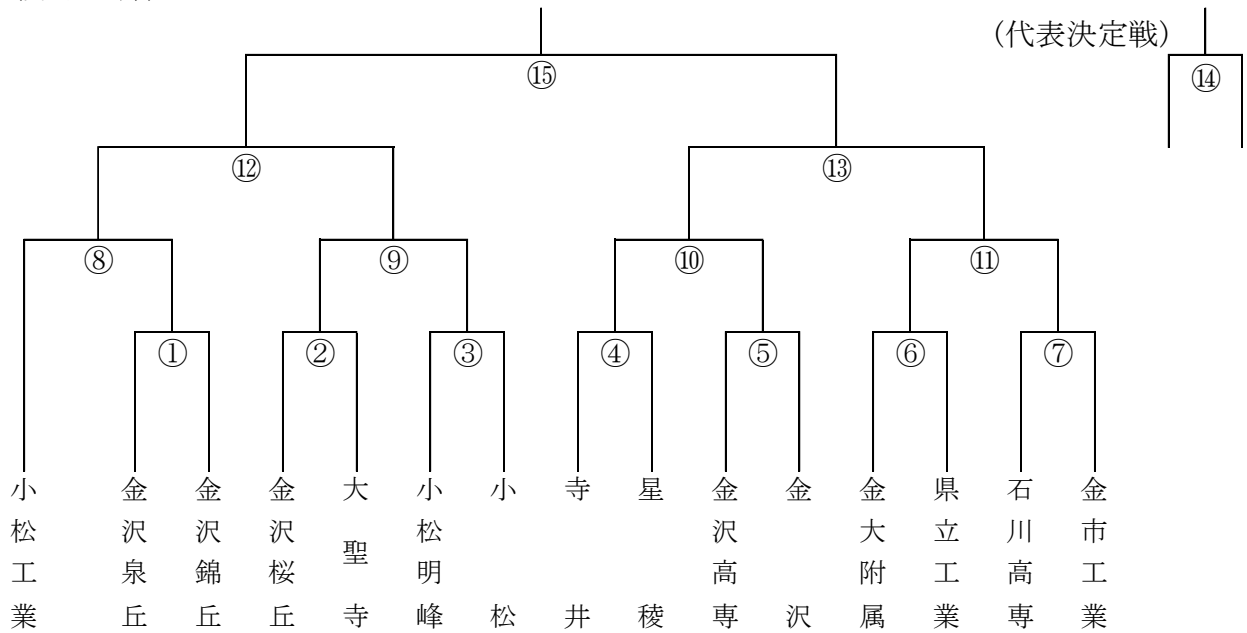 (代表決定戦)
⑮
⑭
⑫
⑬
⑧
⑨
⑩
⑪
①
②
③
④
⑤
⑥
⑦
小松工業
金沢泉丘
金沢錦丘
金沢桜丘
大聖寺
小松明峰
小松
寺井
星稜
金沢高専
金沢
金大附属
県立工業
石川高専
金市工業